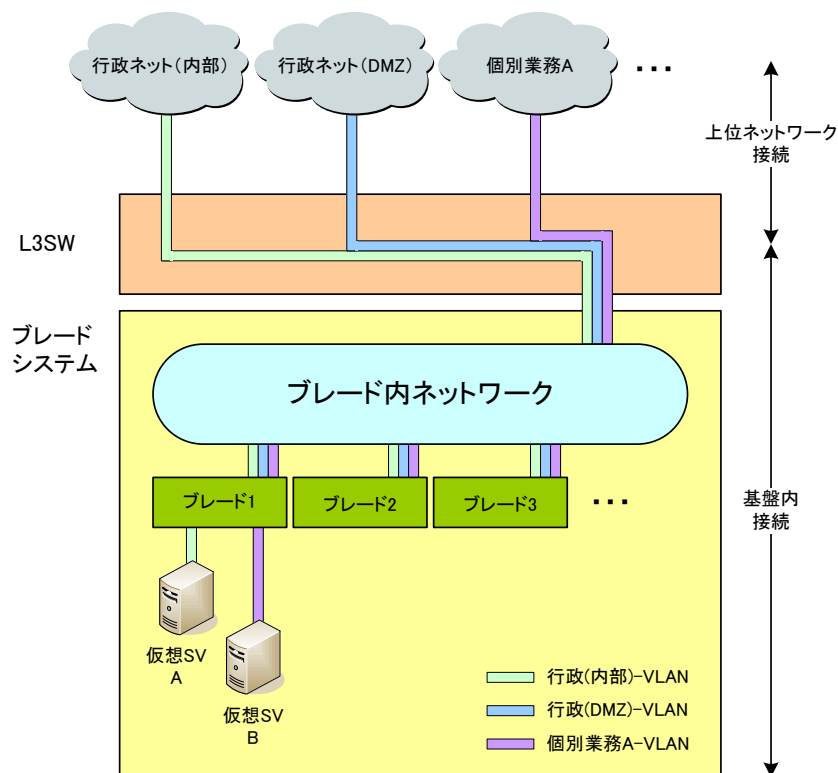 行政ネット(内部)
行政ネット(DMZ)
個別業務A
・・・
上位ネットワーク
接続
L3SW
ブレード
システム
ブレード内ネットワーク
ブレード1
ブレード2
ブレード3
・・・
基盤内
接続
仮想SV
A
仮想SV
B
行政(内部)-VLAN
行政(DMZ)-VLAN
個別業務A-VLAN